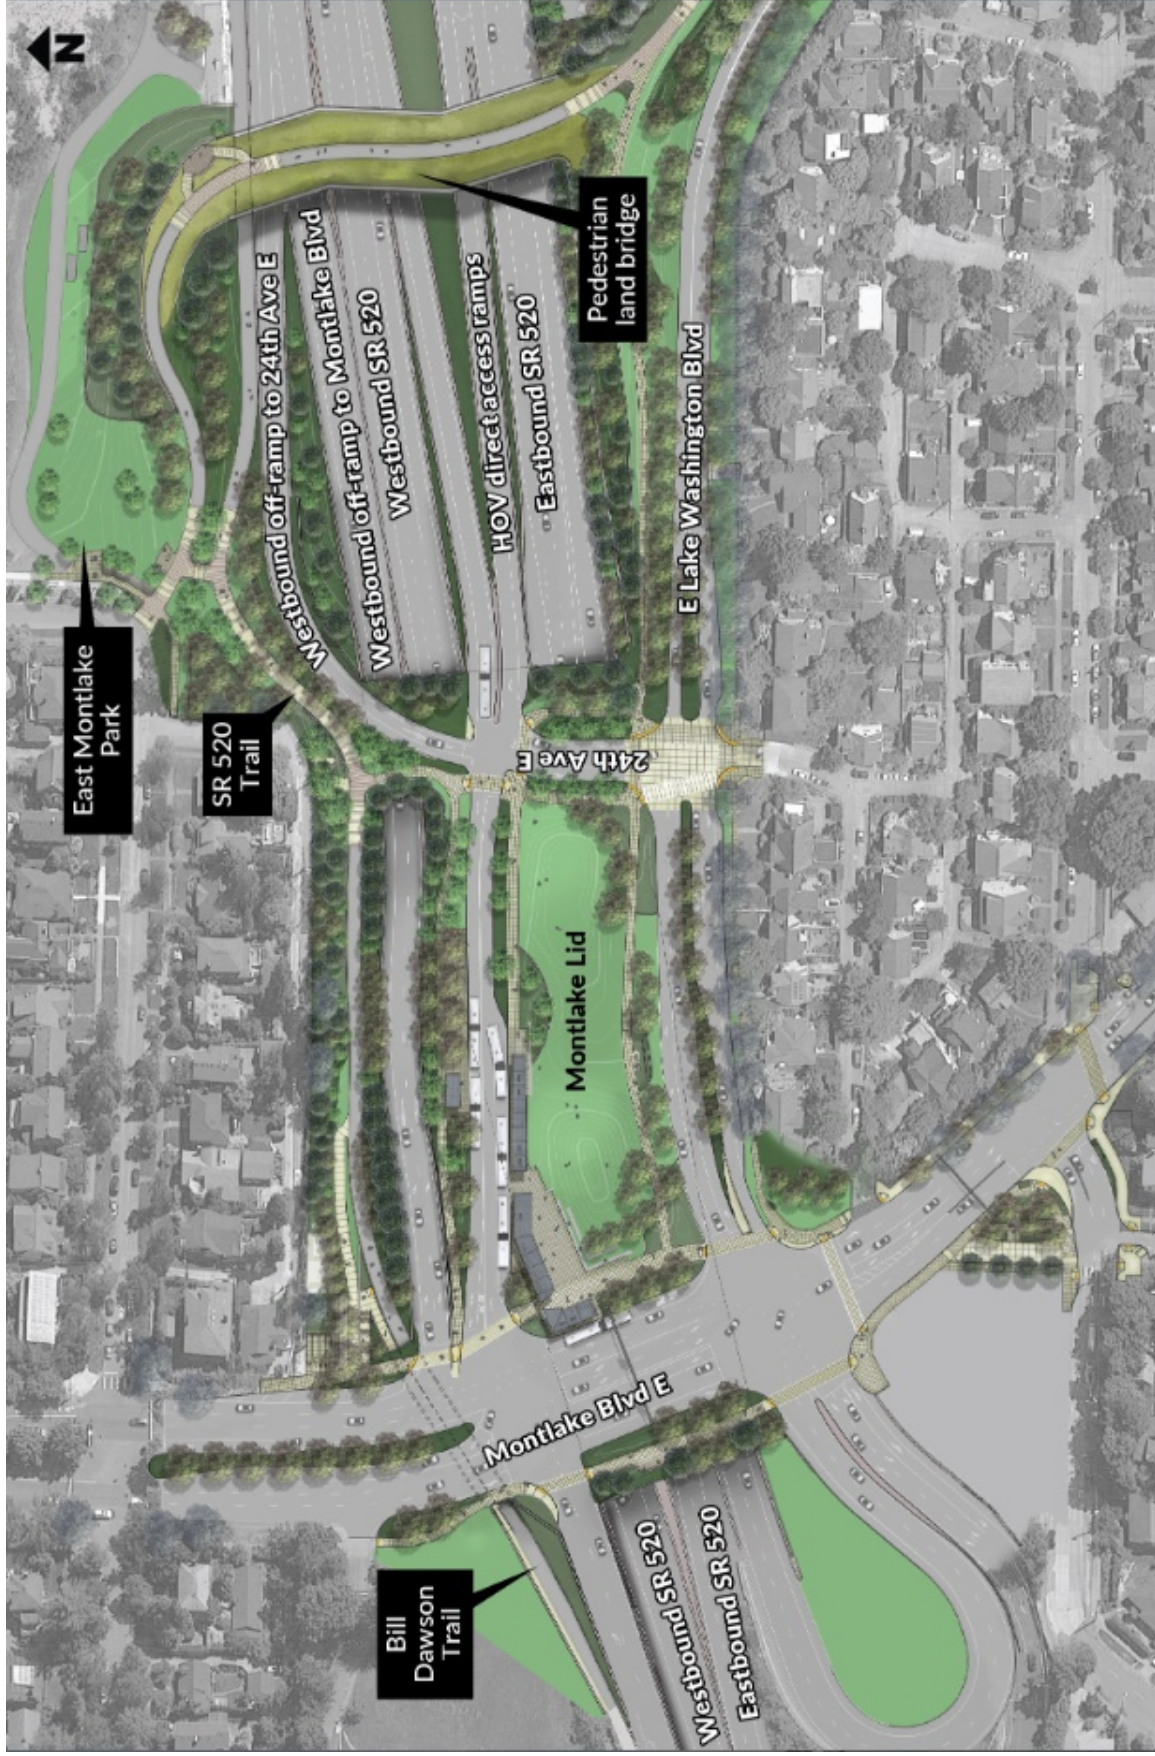 N
East Montlake
Park
SR 520
Trail
Bill
Dawson
Trail
Westbound off-ramp to 24th Ave E
Westbound off-ramp to Montlake Blvd
Westbound SR 520
HOV direct access ramps
Eastbound SR 520
Pedestrian
land bridge
E Lake Washington Blvd
24th Ave E
Montlake Lid
Montlake Blvd E
Westbound SR 520
Eastbound SR 520